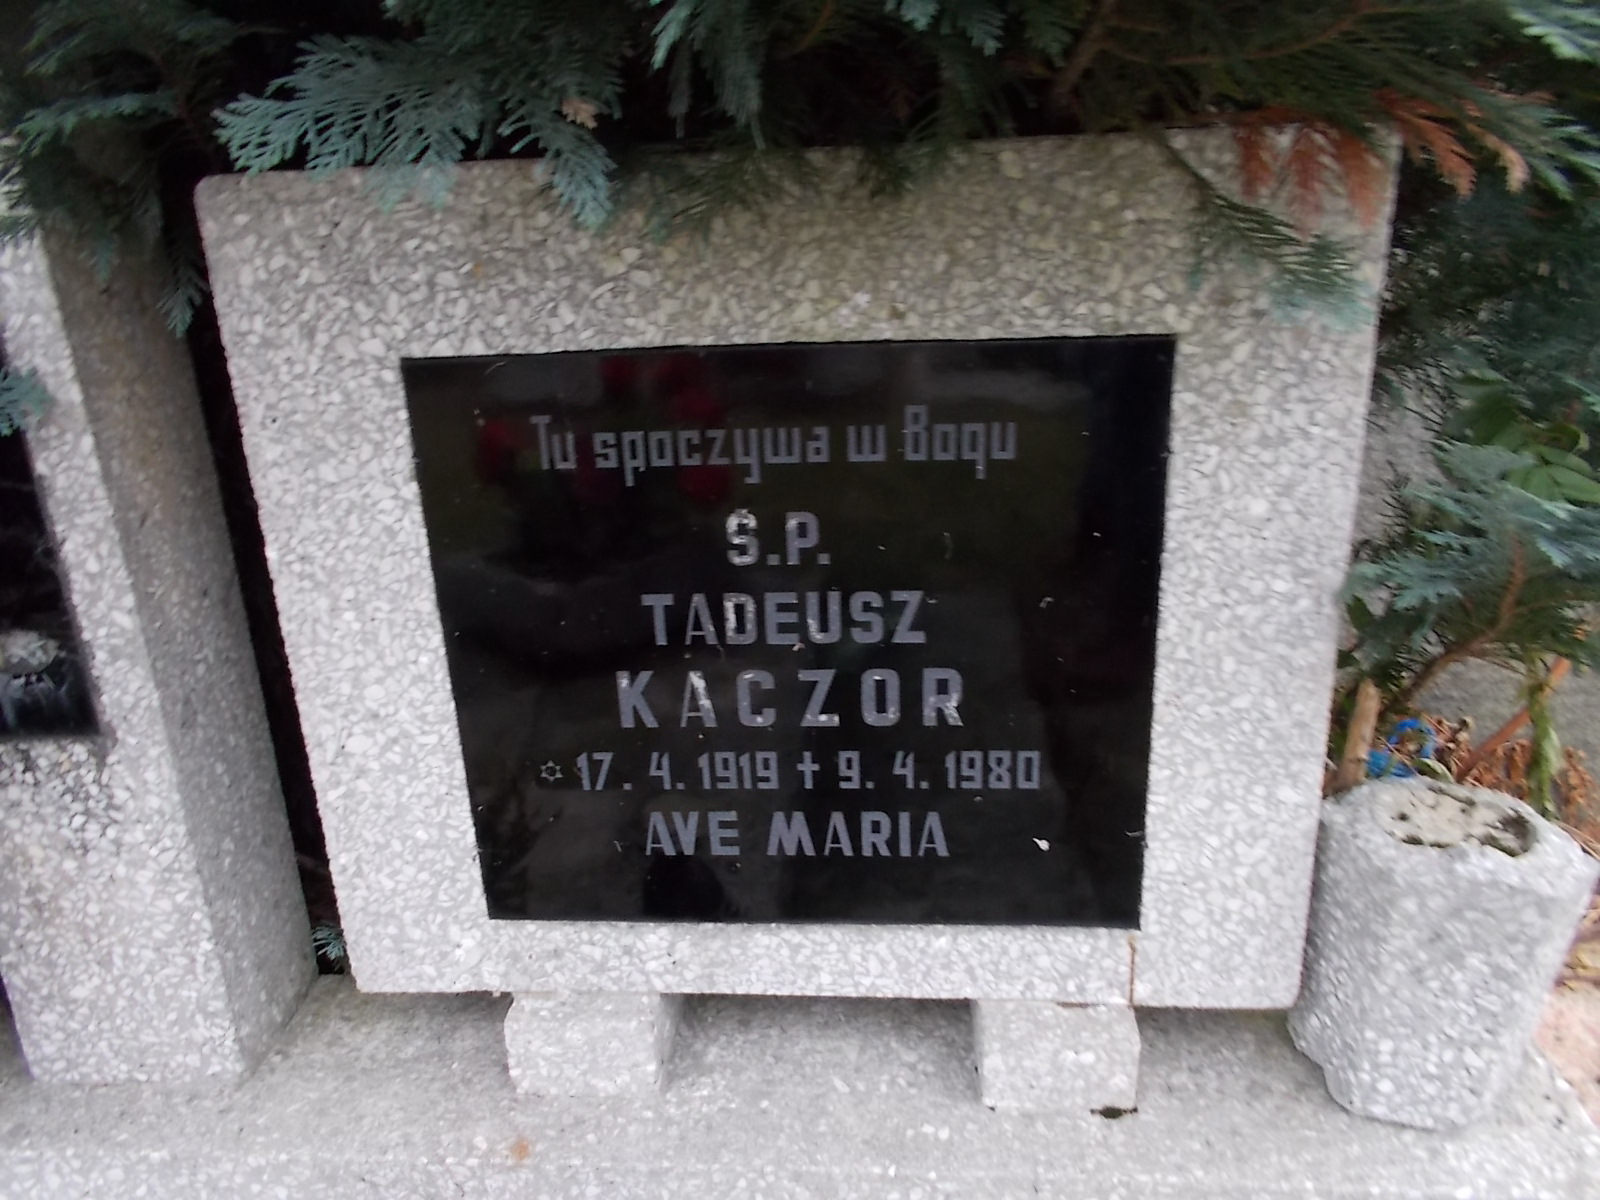 Tu spoczywa w Bogu
Ś.P.
TADEUSZ
KACZOR
✡ 17. 4. 1919 ✝ 9. 4. 1980
AVE MARIA